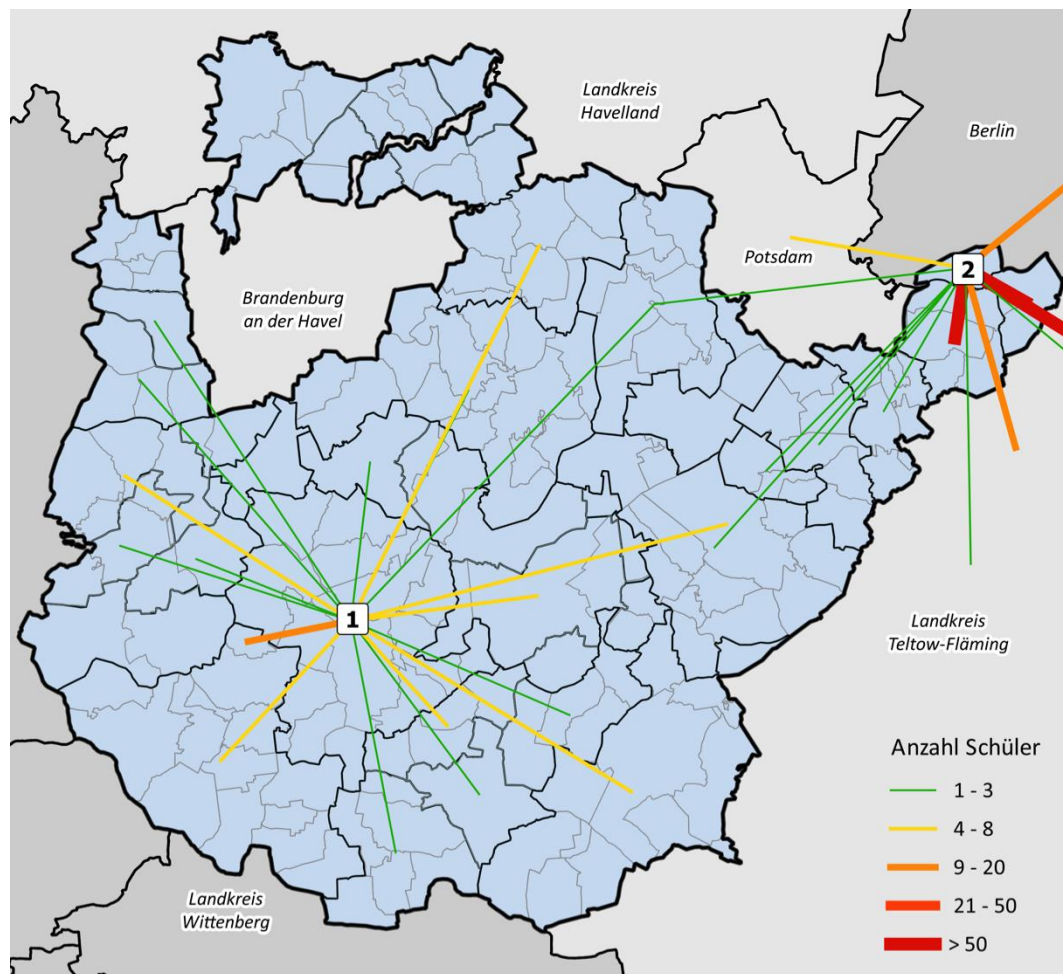 Landkreis
Havelland
Berlin
Potsdam
2
Brandenburg
an der Havel
1
Landkreis
Teltow-Fläming
Landkreis
Wittenberg
Anzahl Schüler
1 - 3
4 - 8
9 - 20
21 - 50
> 50